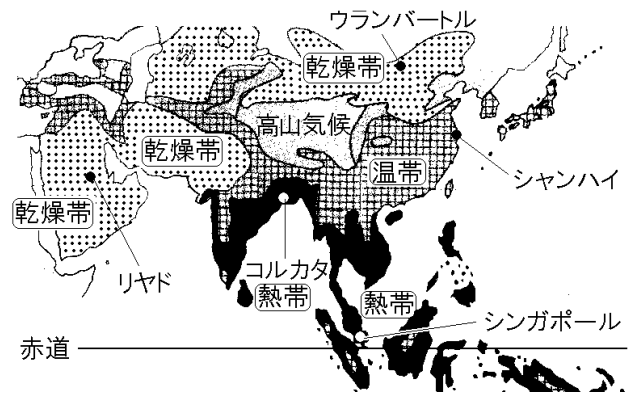 ウランバートル
乾燥帯
高山気候
乾燥帯
温帯
シャンハイ
乾燥帯
リヤド
コルカタ
熱帯
熱帯
シンガポール
赤道